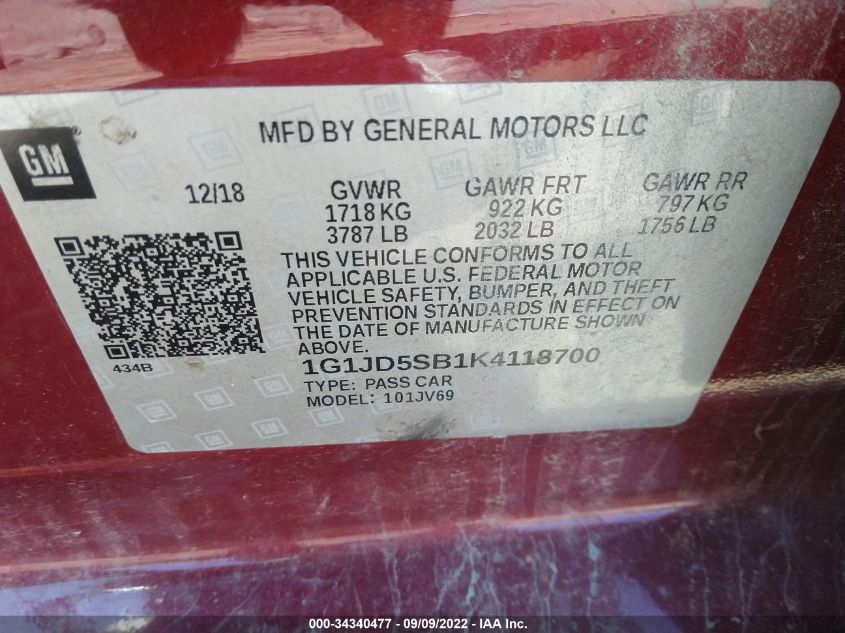 GM
MFD BY GENERAL MOTORS LLC
12/18 GVWR GAWR FRT GAWR RR
1718 KG 922 KG 797 KG
3787 LB 2032 LB 1756 LB
THIS VEHICLE CONFORMS TO ALL
APPLICABLE U.S. FEDERAL MOTOR
VEHICLE SAFETY, BUMPER, AND THEFT
PREVENTION STANDARDS IN EFFECT ON
THE DATE OF MANUFACTURE SHOWN
ABOVE.
434B
1G1JD5SB1K4118700
TYPE: PASS CAR
MODEL: 101JV69
000-34340477 - 09/09/2022 - IAA Inc.